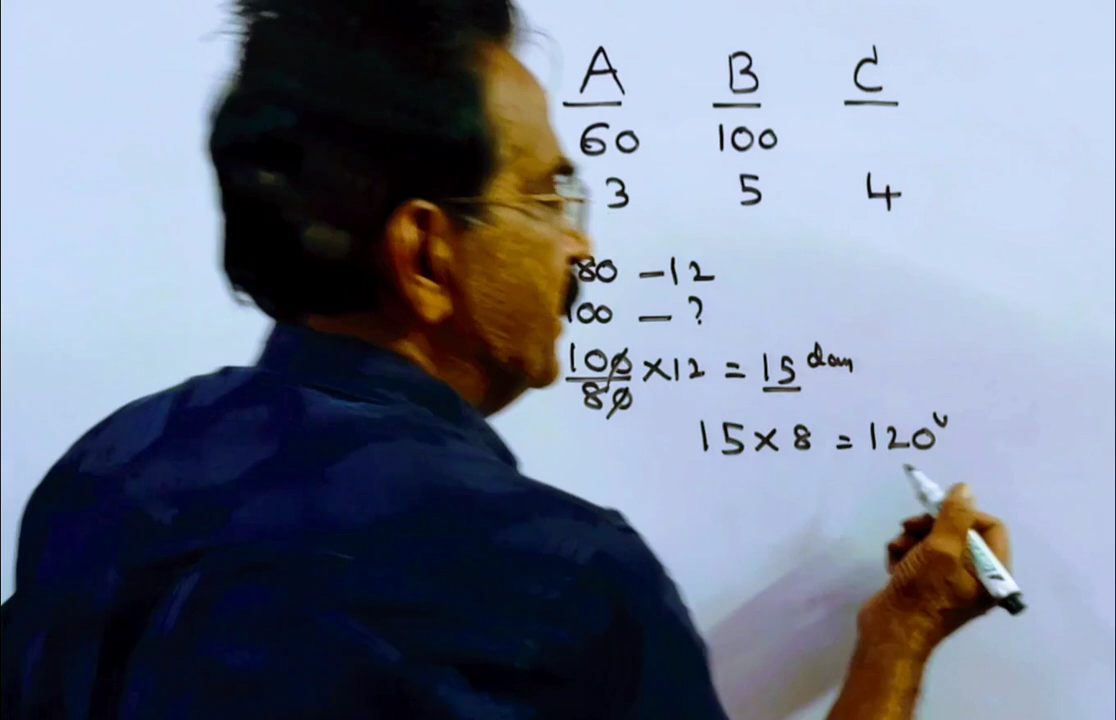 A B C
60 100
3 5 4
80 – 12
100 – ?
100/80 × 12 = 15 day
15 × 8 = 120